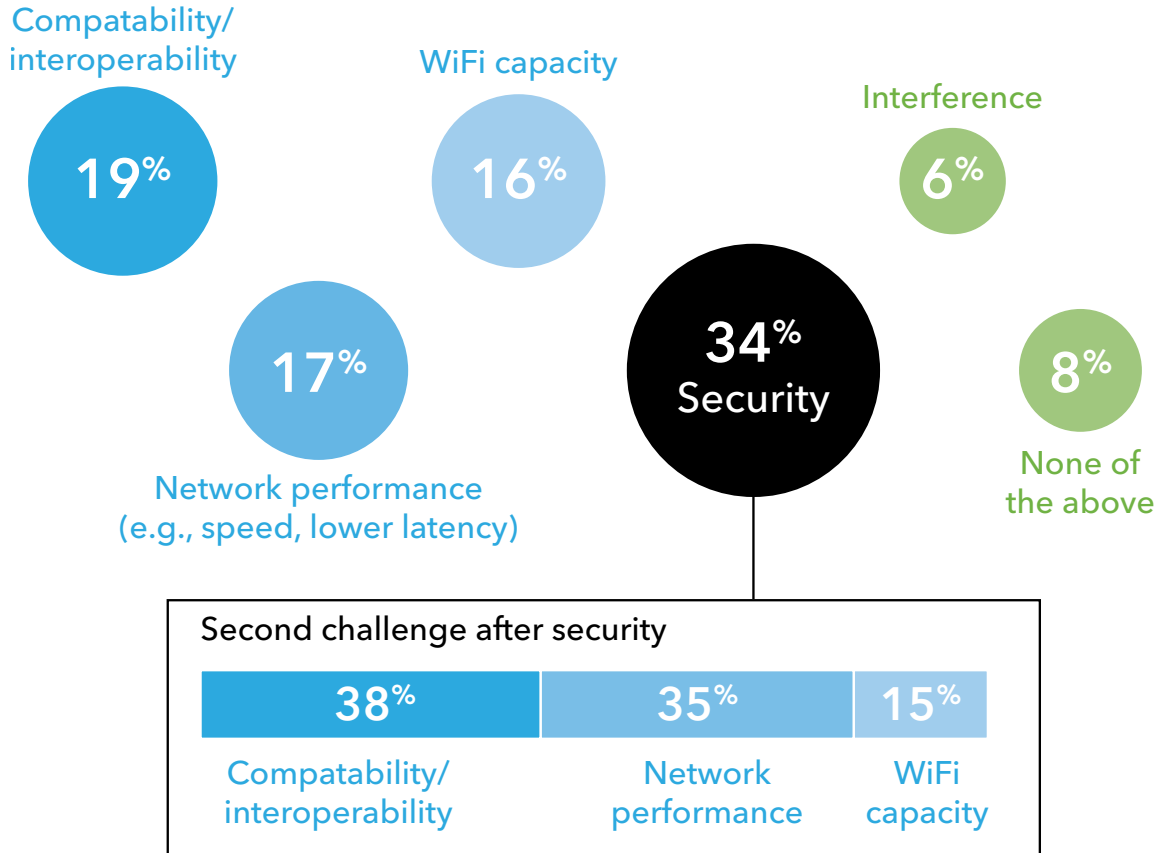 Compatability/
interoperability
19%
WiFi capacity
16%
Interference
6%
17%
Network performance
(e.g., speed, lower latency)
34%
Security
8%
None of
the above
Second challenge after security
38%
35%
15%
Compatability/
interoperability
Network
performance
WiFi
capacity